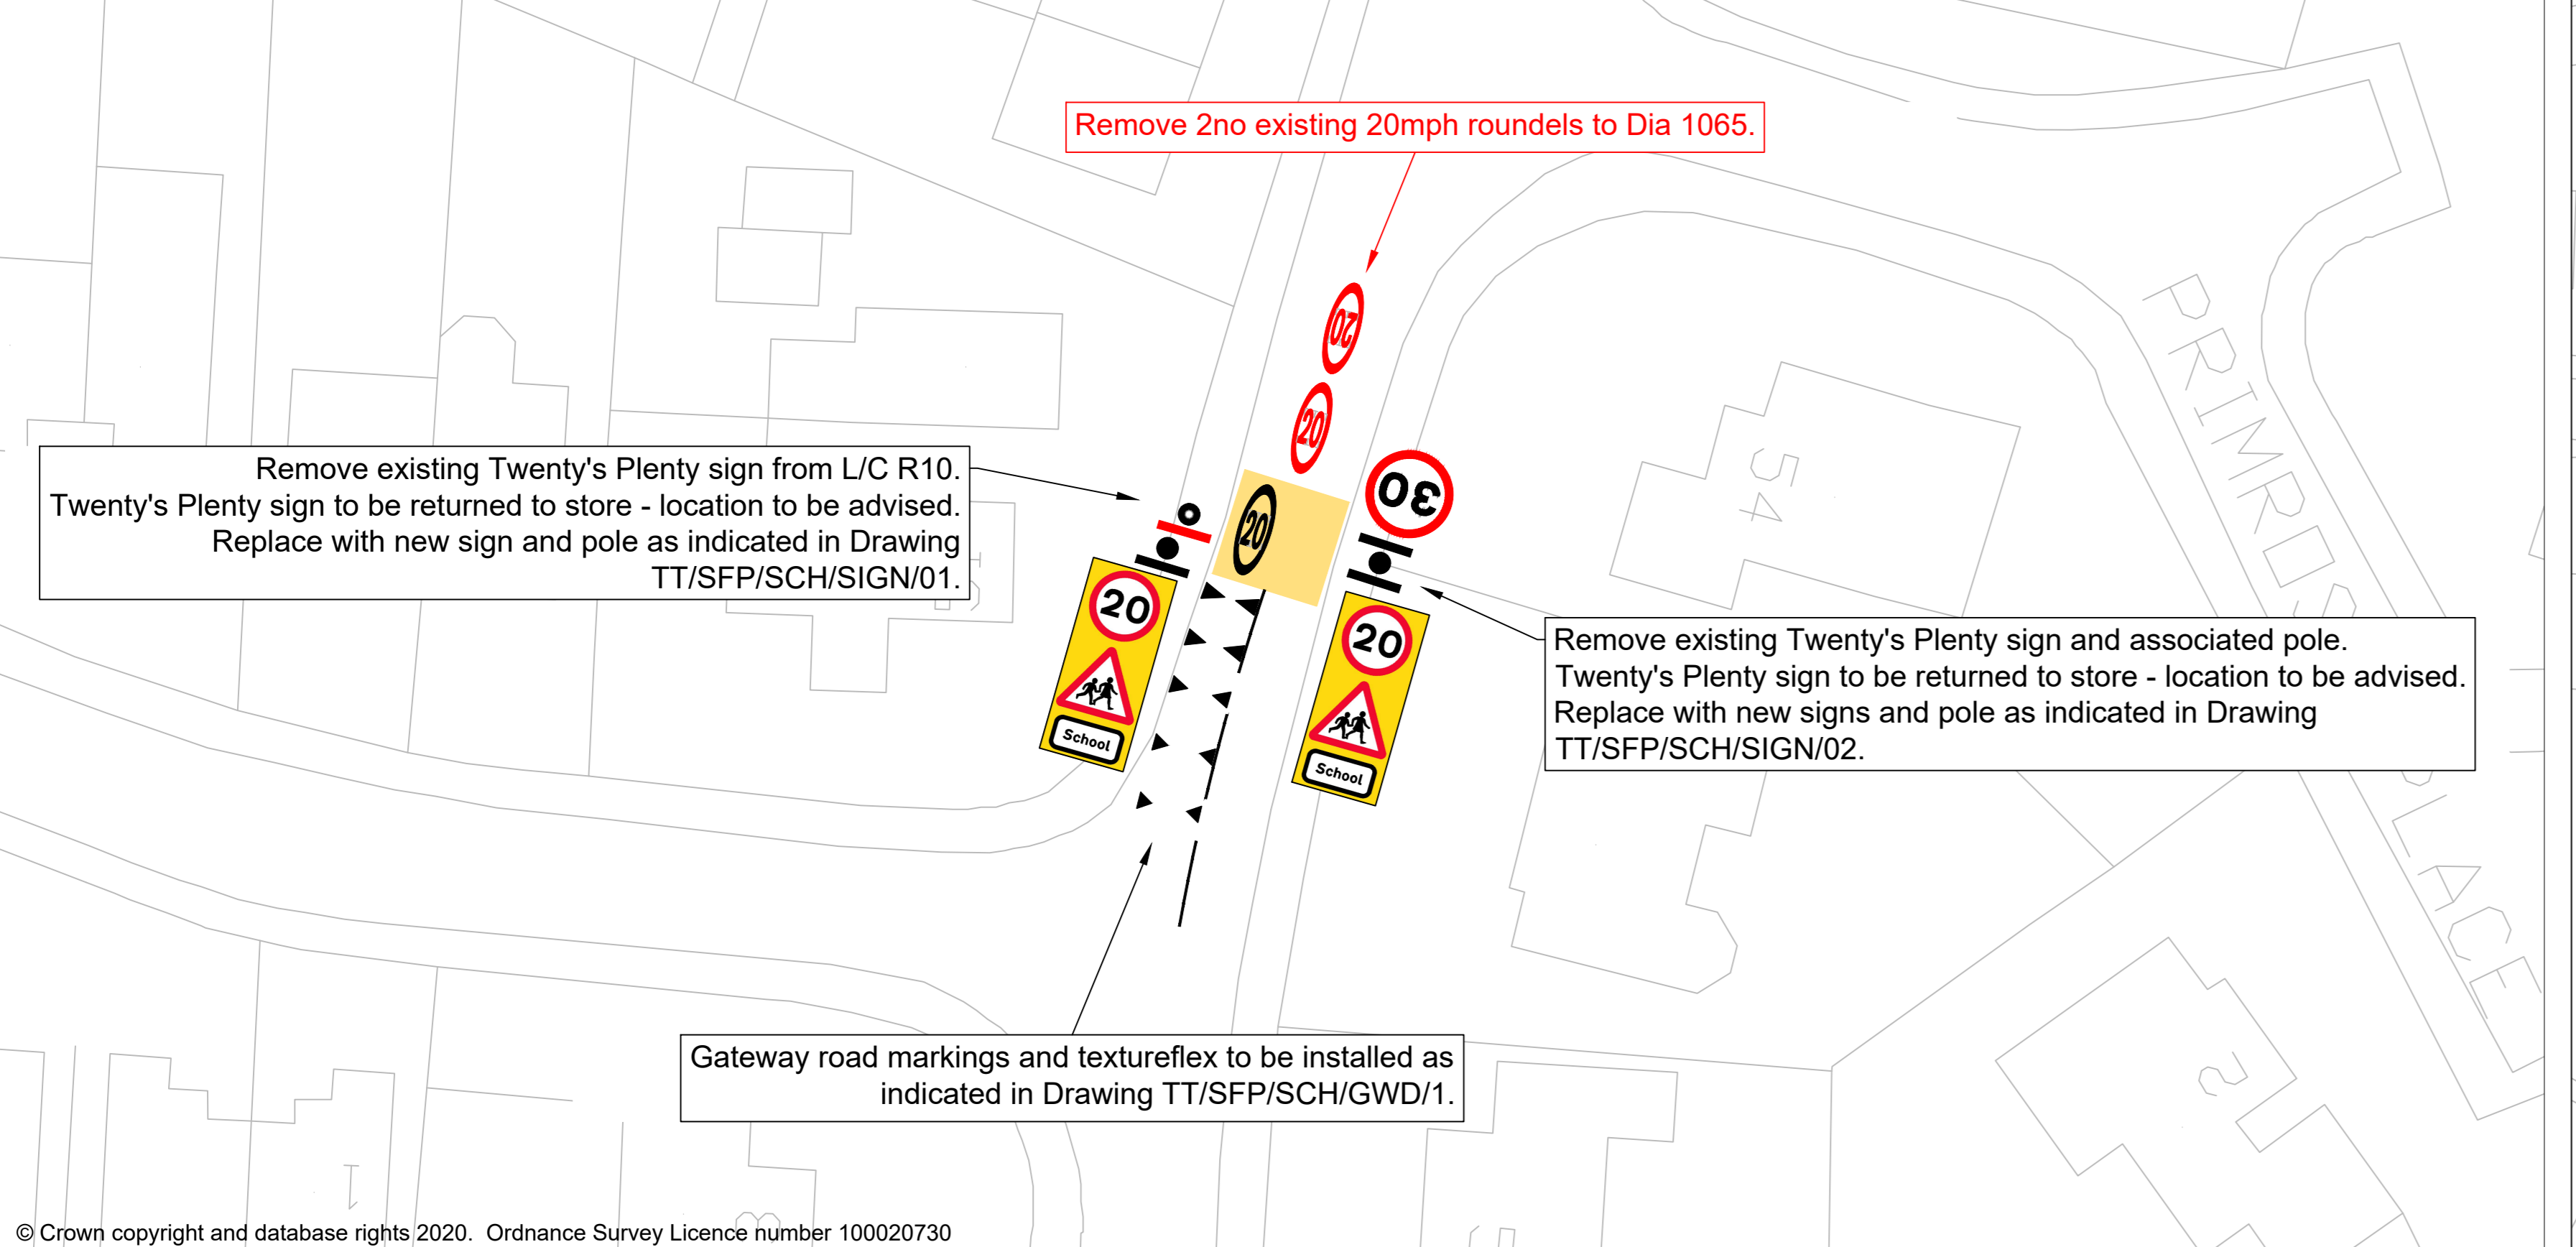 Remove 2no existing 20mph roundels to Dia 1065.
20
20
Remove existing Twenty's Plenty sign from L/C R10.
Twenty's Plenty sign to be returned to store - location to be advised.
Replace with new sign and pole as indicated in Drawing
TT/SFP/SCH/SIGN/01.
20
30
20
School
20
School
54
Remove existing Twenty's Plenty sign and associated pole.
Twenty's Plenty sign to be returned to store - location to be advised.
Replace with new signs and pole as indicated in Drawing
TT/SFP/SCH/SIGN/02.
Gateway road markings and textureflex to be installed as
indicated in Drawing TT/SFP/SCH/GWD/1.
1
2
© Crown copyright and database rights 2020. Ordnance Survey Licence number 100020730